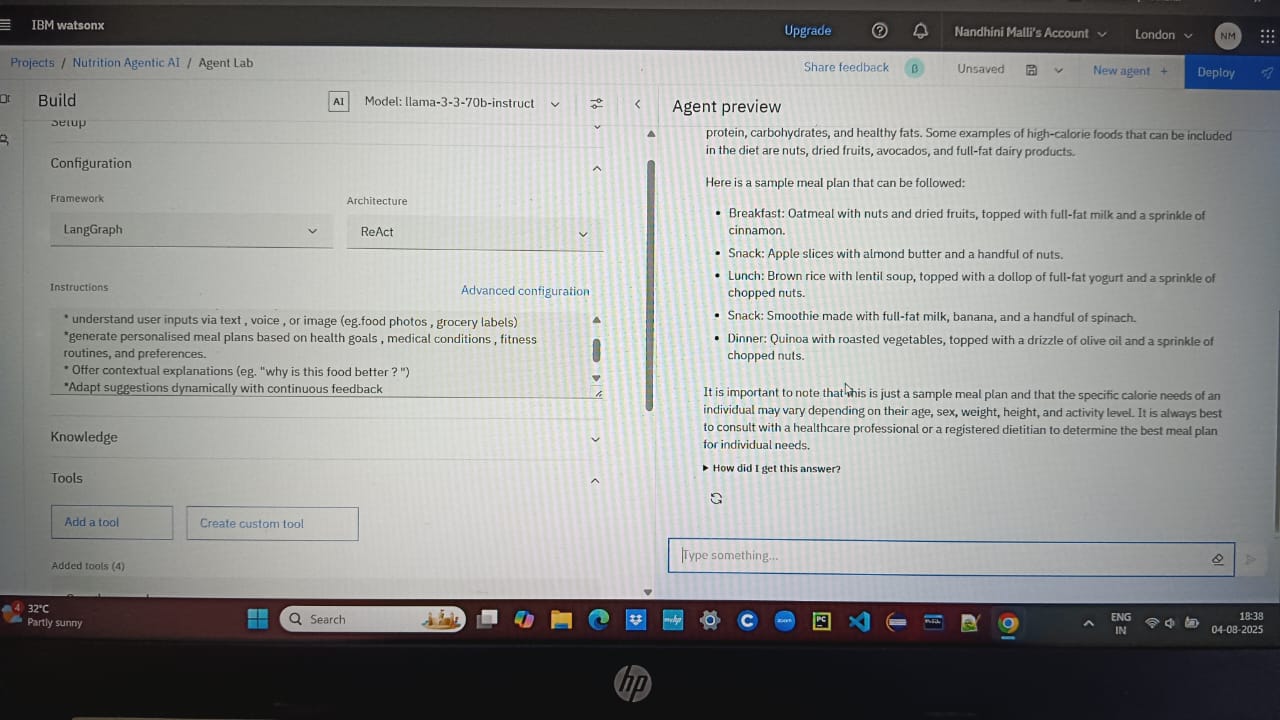 IBM watsonx
Upgrade
Nandhini Malli's Account
London
NM
Projects / Nutrition Agentic AI / Agent Lab
Share feedback
β
Unsaved
New agent +
Deploy
Build
AI
Model: llama-3-3-70b-instruct
Setup
Configuration
Framework
Architecture
LangGraph
ReAct
Instructions
Advanced configuration
* understand user inputs via text , voice , or image (eg.food photos , grocery labels)
*generate personalised meal plans based on health goals , medical conditions , fitness
routines, and preferences.
* Offer contextual explanations (eg. "why is this food better ? ")
*Adapt suggestions dynamically with continuous feedback
Knowledge
Tools
Add a tool
Create custom tool
Added tools (4)
Agent preview
protein, carbohydrates, and healthy fats. Some examples of high-calorie foods that can be included
in the diet are nuts, dried fruits, avocados, and full-fat dairy products.
Here is a sample meal plan that can be followed:
• Breakfast: Oatmeal with nuts and dried fruits, topped with full-fat milk and a sprinkle of
cinnamon.
• Snack: Apple slices with almond butter and a handful of nuts.
• Lunch: Brown rice with lentil soup, topped with a dollop of full-fat yogurt and a sprinkle of
chopped nuts.
• Snack: Smoothie made with full-fat milk, banana, and a handful of spinach.
• Dinner: Quinoa with roasted vegetables, topped with a drizzle of olive oil and a sprinkle of
chopped nuts.
It is important to note that this is just a sample meal plan and that the specific calorie needs of an
individual may vary depending on their age, sex, weight, height, and activity level. It is always best
to consult with a healthcare professional or a registered dietitian to determine the best meal plan
for individual needs.
How did I get this answer?
Type something...
4
32°C
Partly sunny
Search
myhp
zoom
PC
ENG
IN
18:38
04-08-2025
hp